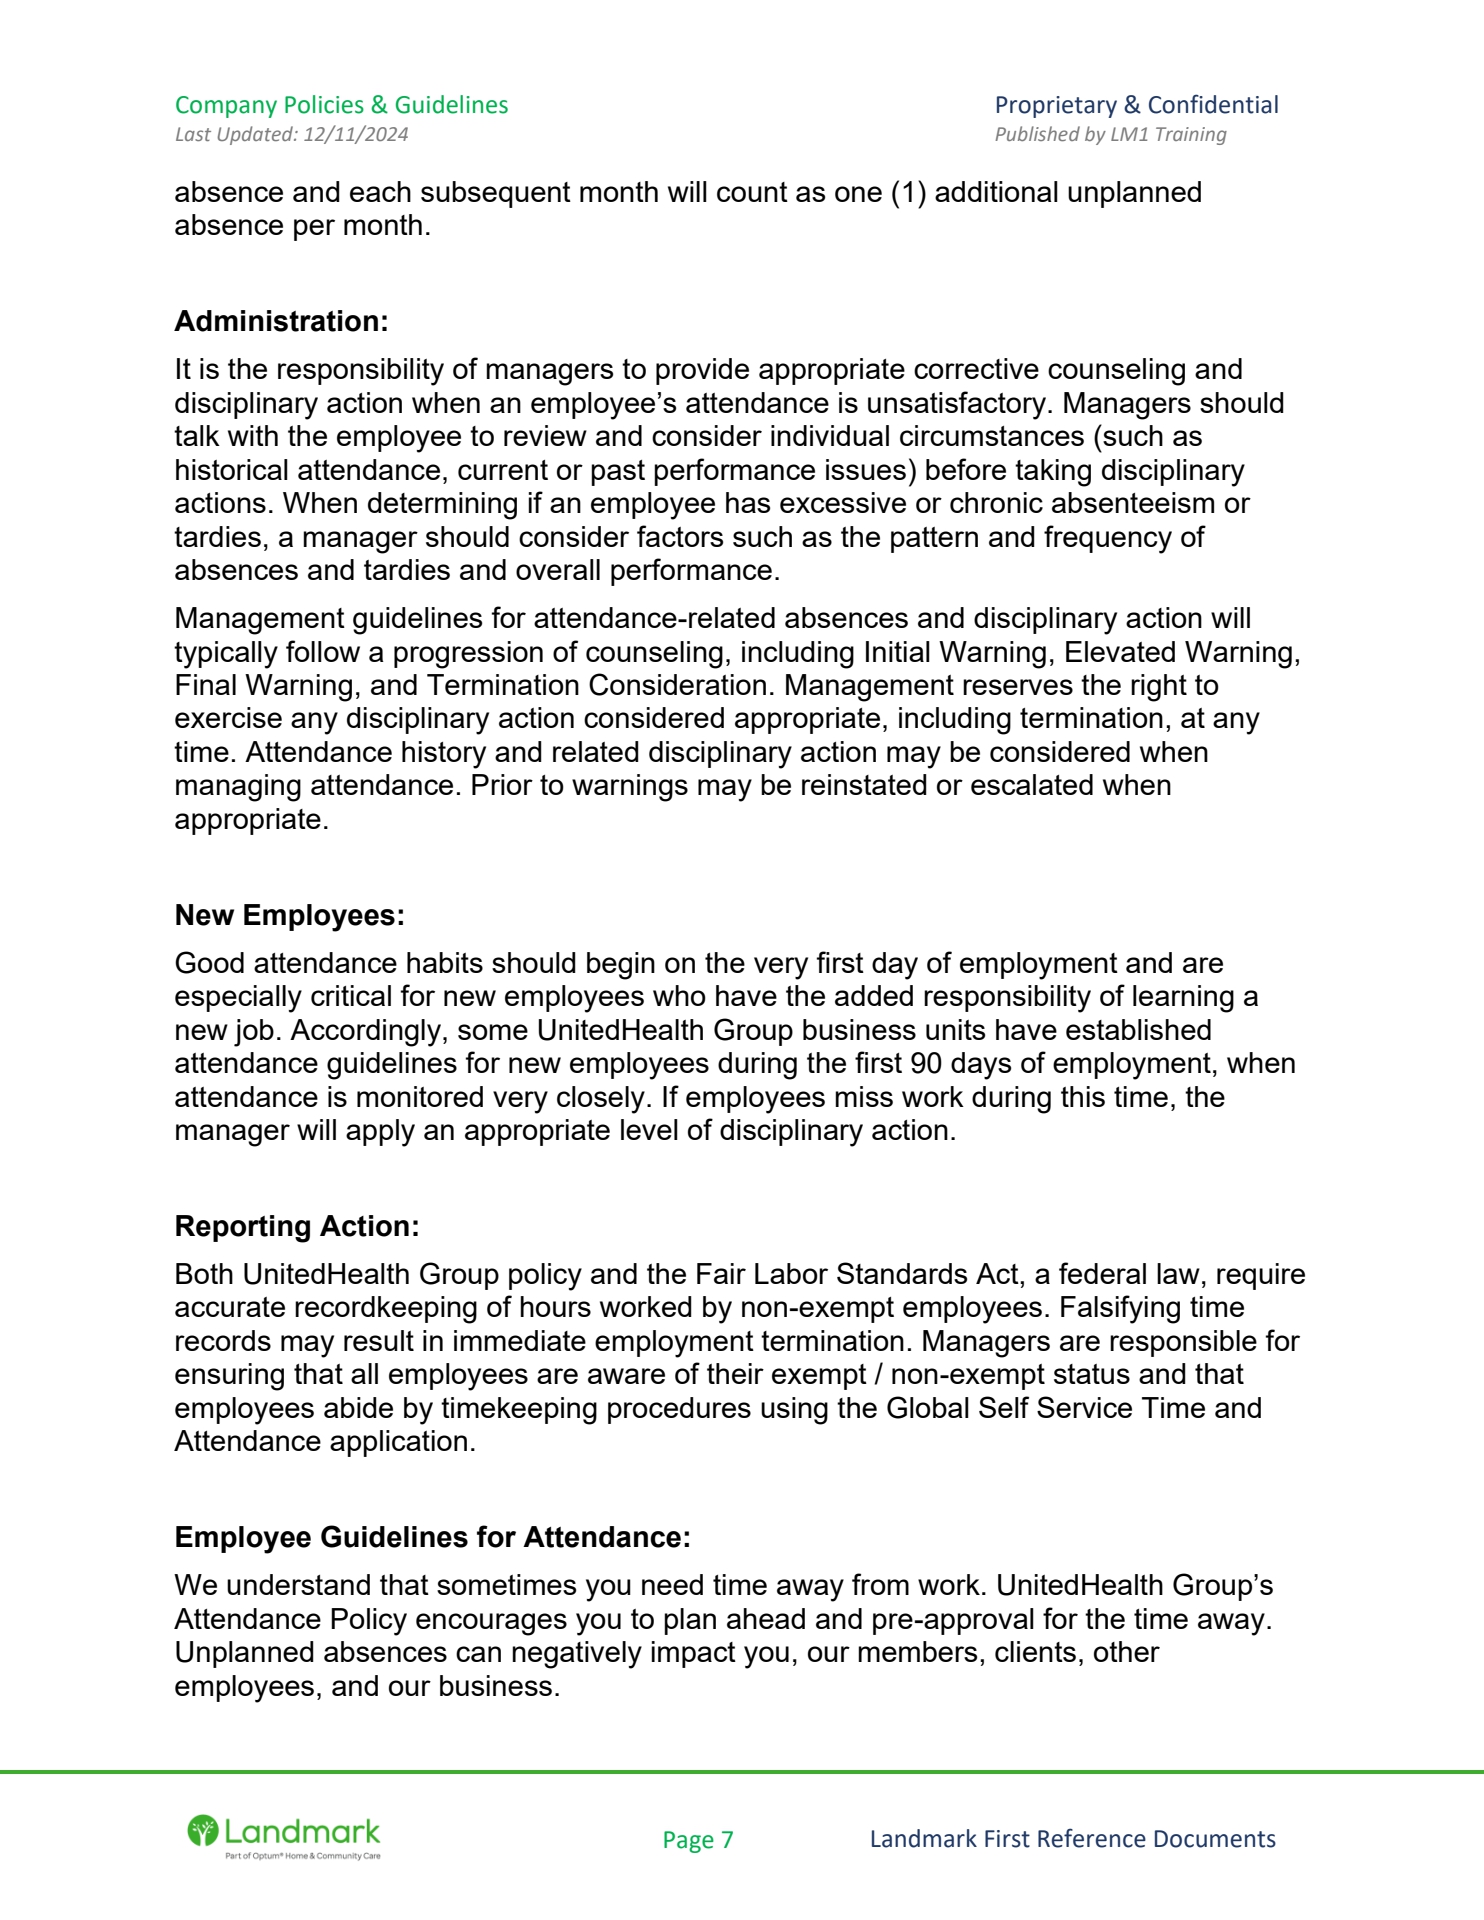 Company Policies & Guidelines
Proprietary & Confidential
Last Updated: 12/11/2024
Published by LM1 Training
absence and each subsequent month will count as one (1) additional unplanned
absence per month.
Administration:
It is the responsibility of managers to provide appropriate corrective counseling and
disciplinary action when an employee’s attendance is unsatisfactory. Managers should
talk with the employee to review and consider individual circumstances (such as
historical attendance, current or past performance issues) before taking disciplinary
actions. When determining if an employee has excessive or chronic absenteeism or
tardies, a manager should consider factors such as the pattern and frequency of
absences and tardies and overall performance.
Management guidelines for attendance-related absences and disciplinary action will
typically follow a progression of counseling, including Initial Warning, Elevated Warning,
Final Warning, and Termination Consideration. Management reserves the right to
exercise any disciplinary action considered appropriate, including termination, at any
time. Attendance history and related disciplinary action may be considered when
managing attendance. Prior to warnings may be reinstated or escalated when
appropriate.
New Employees:
Good attendance habits should begin on the very first day of employment and are
especially critical for new employees who have the added responsibility of learning a
new job. Accordingly, some UnitedHealth Group business units have established
attendance guidelines for new employees during the first 90 days of employment, when
attendance is monitored very closely. If employees miss work during this time, the
manager will apply an appropriate level of disciplinary action.
Reporting Action:
Both UnitedHealth Group policy and the Fair Labor Standards Act, a federal law, require
accurate recordkeeping of hours worked by non-exempt employees. Falsifying time
records may result in immediate employment termination. Managers are responsible for
ensuring that all employees are aware of their exempt / non-exempt status and that
employees abide by timekeeping procedures using the Global Self Service Time and
Attendance application.
Employee Guidelines for Attendance:
We understand that sometimes you need time away from work. UnitedHealth Group’s
Attendance Policy encourages you to plan ahead and pre-approval for the time away.
Unplanned absences can negatively impact you, our members, clients, other
employees, and our business.
Landmark
Part of Optum® Home & Community Care
Page 7
Landmark First Reference Documents